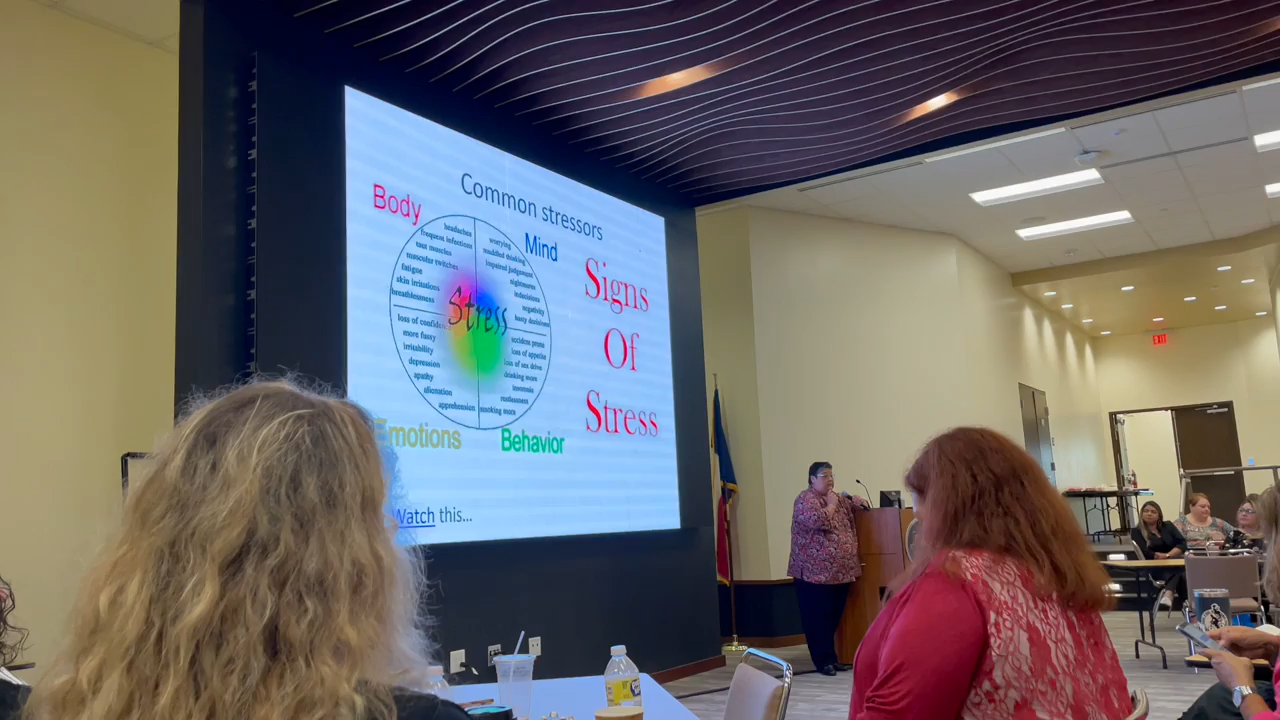 Common stressors
Body
Mind
headaches
frequent infections
taut muscles
muscular twitches
fatigue
skin irritations
breathlessness
worrying
muddled thinking
impaired judgement
nightmares
indecisions
negativity
hasty decisions
Stress
loss of confidence
more fussy
irritability
depression
apathy
alienation
apprehension
accident prone
loss of appetite
loss of sex drive
drinking more
insomnia
restlessness
smoking more
Emotions
Behavior
Signs
Of
Stress
Watch this...
EXIT